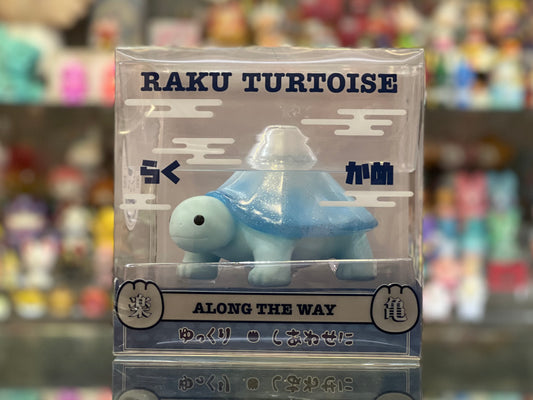 RAKU TURTOISE
らく かめ
楽 ALONG THE WAY 亀
ゆっくり しあわせに